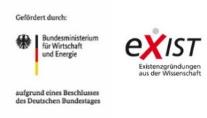 Gefördert durch:
Bundesministerium
für Wirtschaft
und Energie
aufgrund eines Beschlusses
des Deutschen Bundestages
eXIST
Existenzgründungen
aus der Wissenschaft